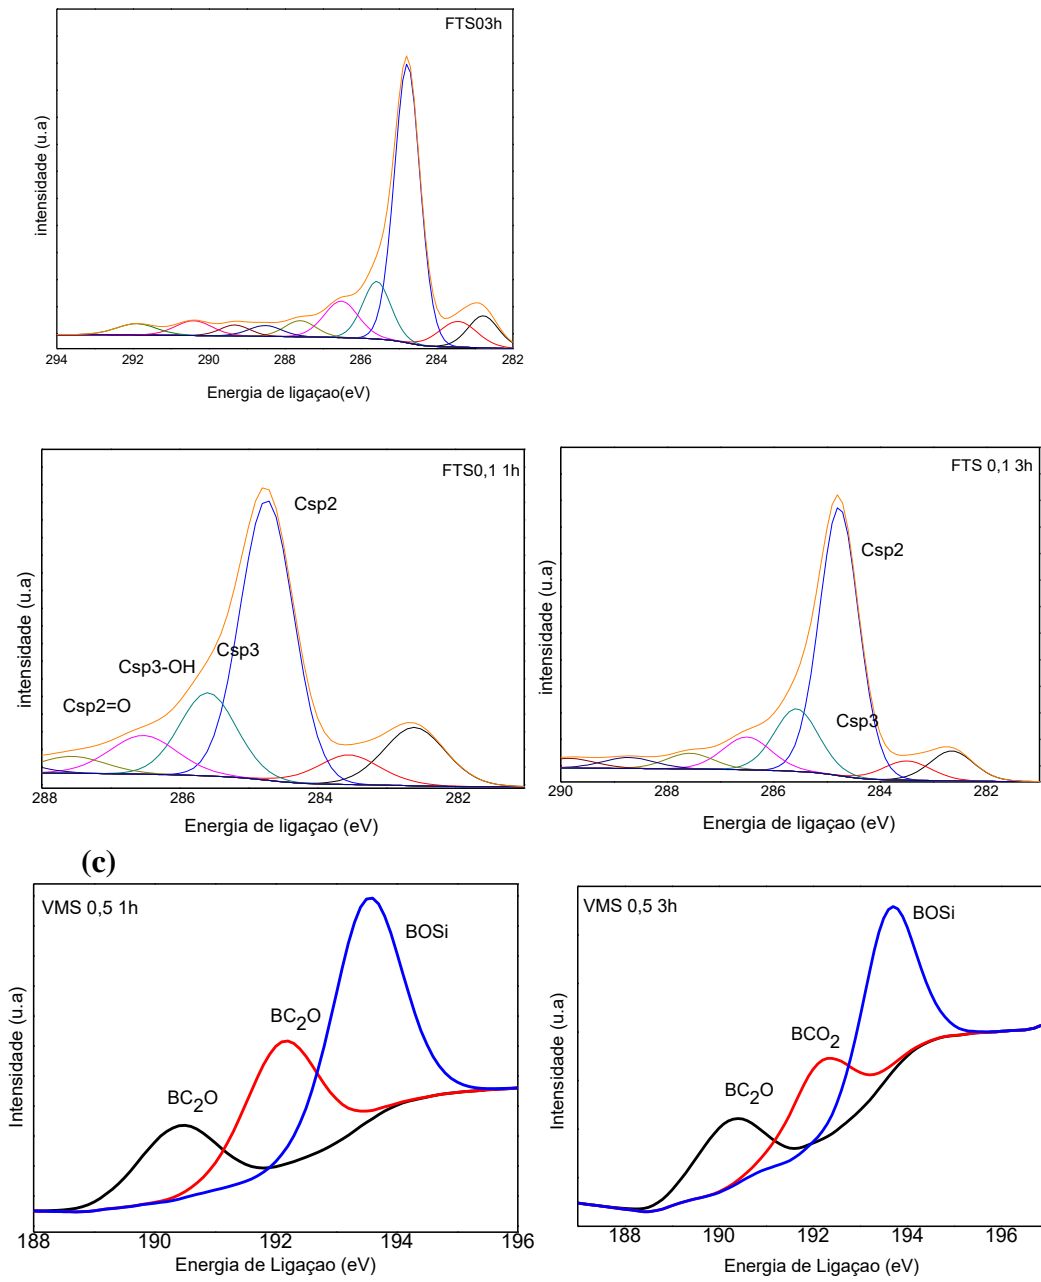 FTS03h
intensidade (u.a)
294 292 290 288 286 284 282
Energia de ligaçao(eV)
FTS0,1 1h
Csp2
Csp3
Csp3-OH
Csp2=O
intensidade (u.a)
288 286 284 282
Energia de ligaçao (eV)
FTS 0,1 3h
Csp2
Csp3
intensidade (u.a)
290 288 286 284 282
Energia de ligaçao (eV)
(c)
VMS 0,5 1h
BOSi
BC2O
BC2O
Intensidade (u.a)
188 190 192 194 196
Energia de Ligaçao (eV)
VMS 0,5 3h
BOSi
BCO2
BC2O
Intensidade (u.a)
188 190 192 194 196
Energia de Ligaçao (eV)